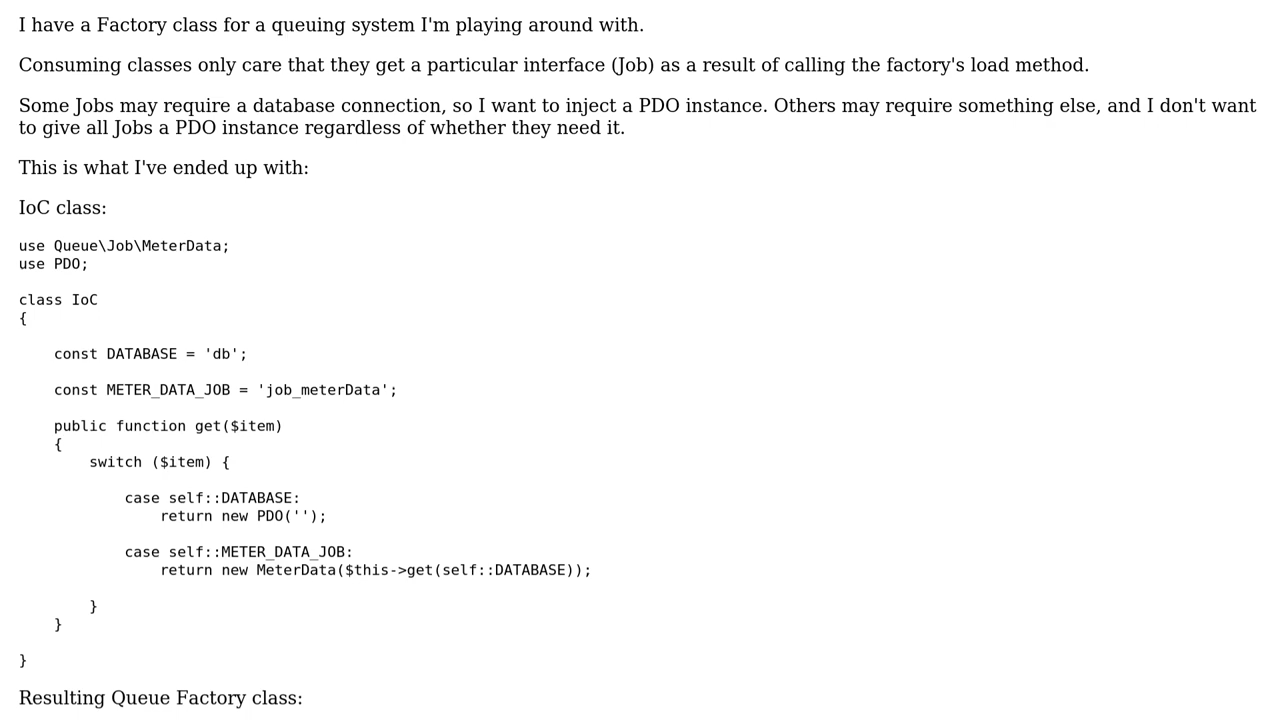 I have a Factory class for a queuing system I'm playing around with.
Consuming classes only care that they get a particular interface (Job) as a result of calling the factory's load method.
Some Jobs may require a database connection, so I want to inject a PDO instance. Others may require something else, and I don't want
to give all Jobs a PDO instance regardless of whether they need it.
This is what I've ended up with:
IoC class:
use Queue\Job\MeterData;
use PDO;
class IoC
{
    const DATABASE = 'db';
    const METER_DATA_JOB = 'job_meterData';
    public function get($item)
    {
        switch ($item) {
            case self::DATABASE:
                return new PDO('');
            case self::METER_DATA_JOB:
                return new MeterData($this->get(self::DATABASE));
        }
    }
}
Resulting Queue Factory class: